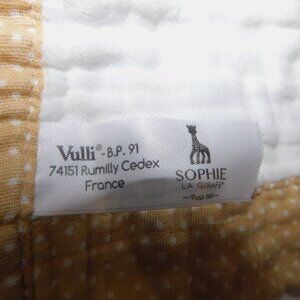 Vulli® - B.P. 91
74151 Rumilly Cedex
France
SOPHIE
LA GIRAFE®